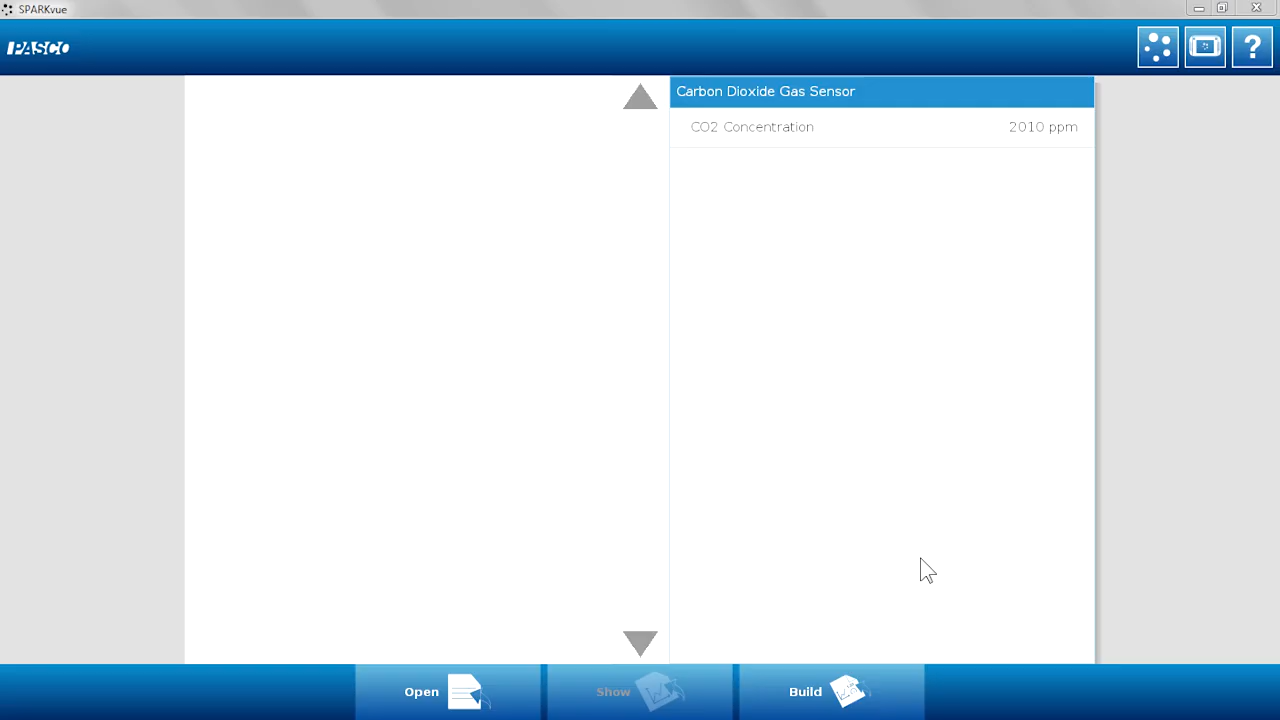 SPARKvue
PASCO
?
Carbon Dioxide Gas Sensor
CO2 Concentration 2010 ppm
Open Show Build